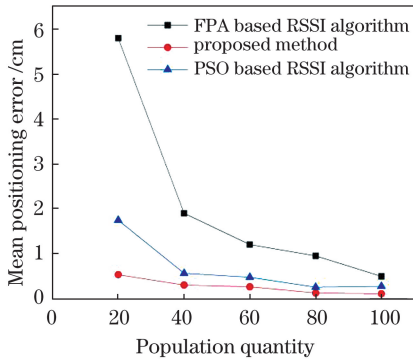 FPA based RSSI algorithm
proposed method
PSO based RSSI algorithm
Mean positioning error /cm
6
5
4
3
2
1
0
0 20 40 60 80 100
Population quantity